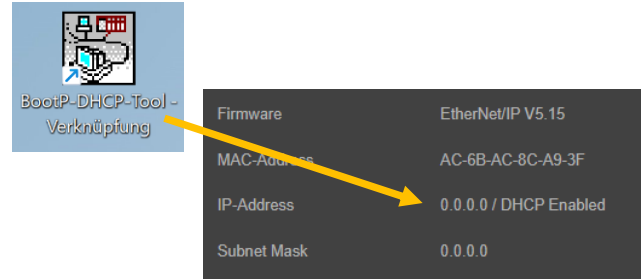 BootP-DHCP-Tool -
Verknüpfung
Firmware EtherNet/IP V5.15
MAC-Address AC-6B-AC-8C-A9-3F
IP-Address 0.0.0.0 / DHCP Enabled
Subnet Mask 0.0.0.0